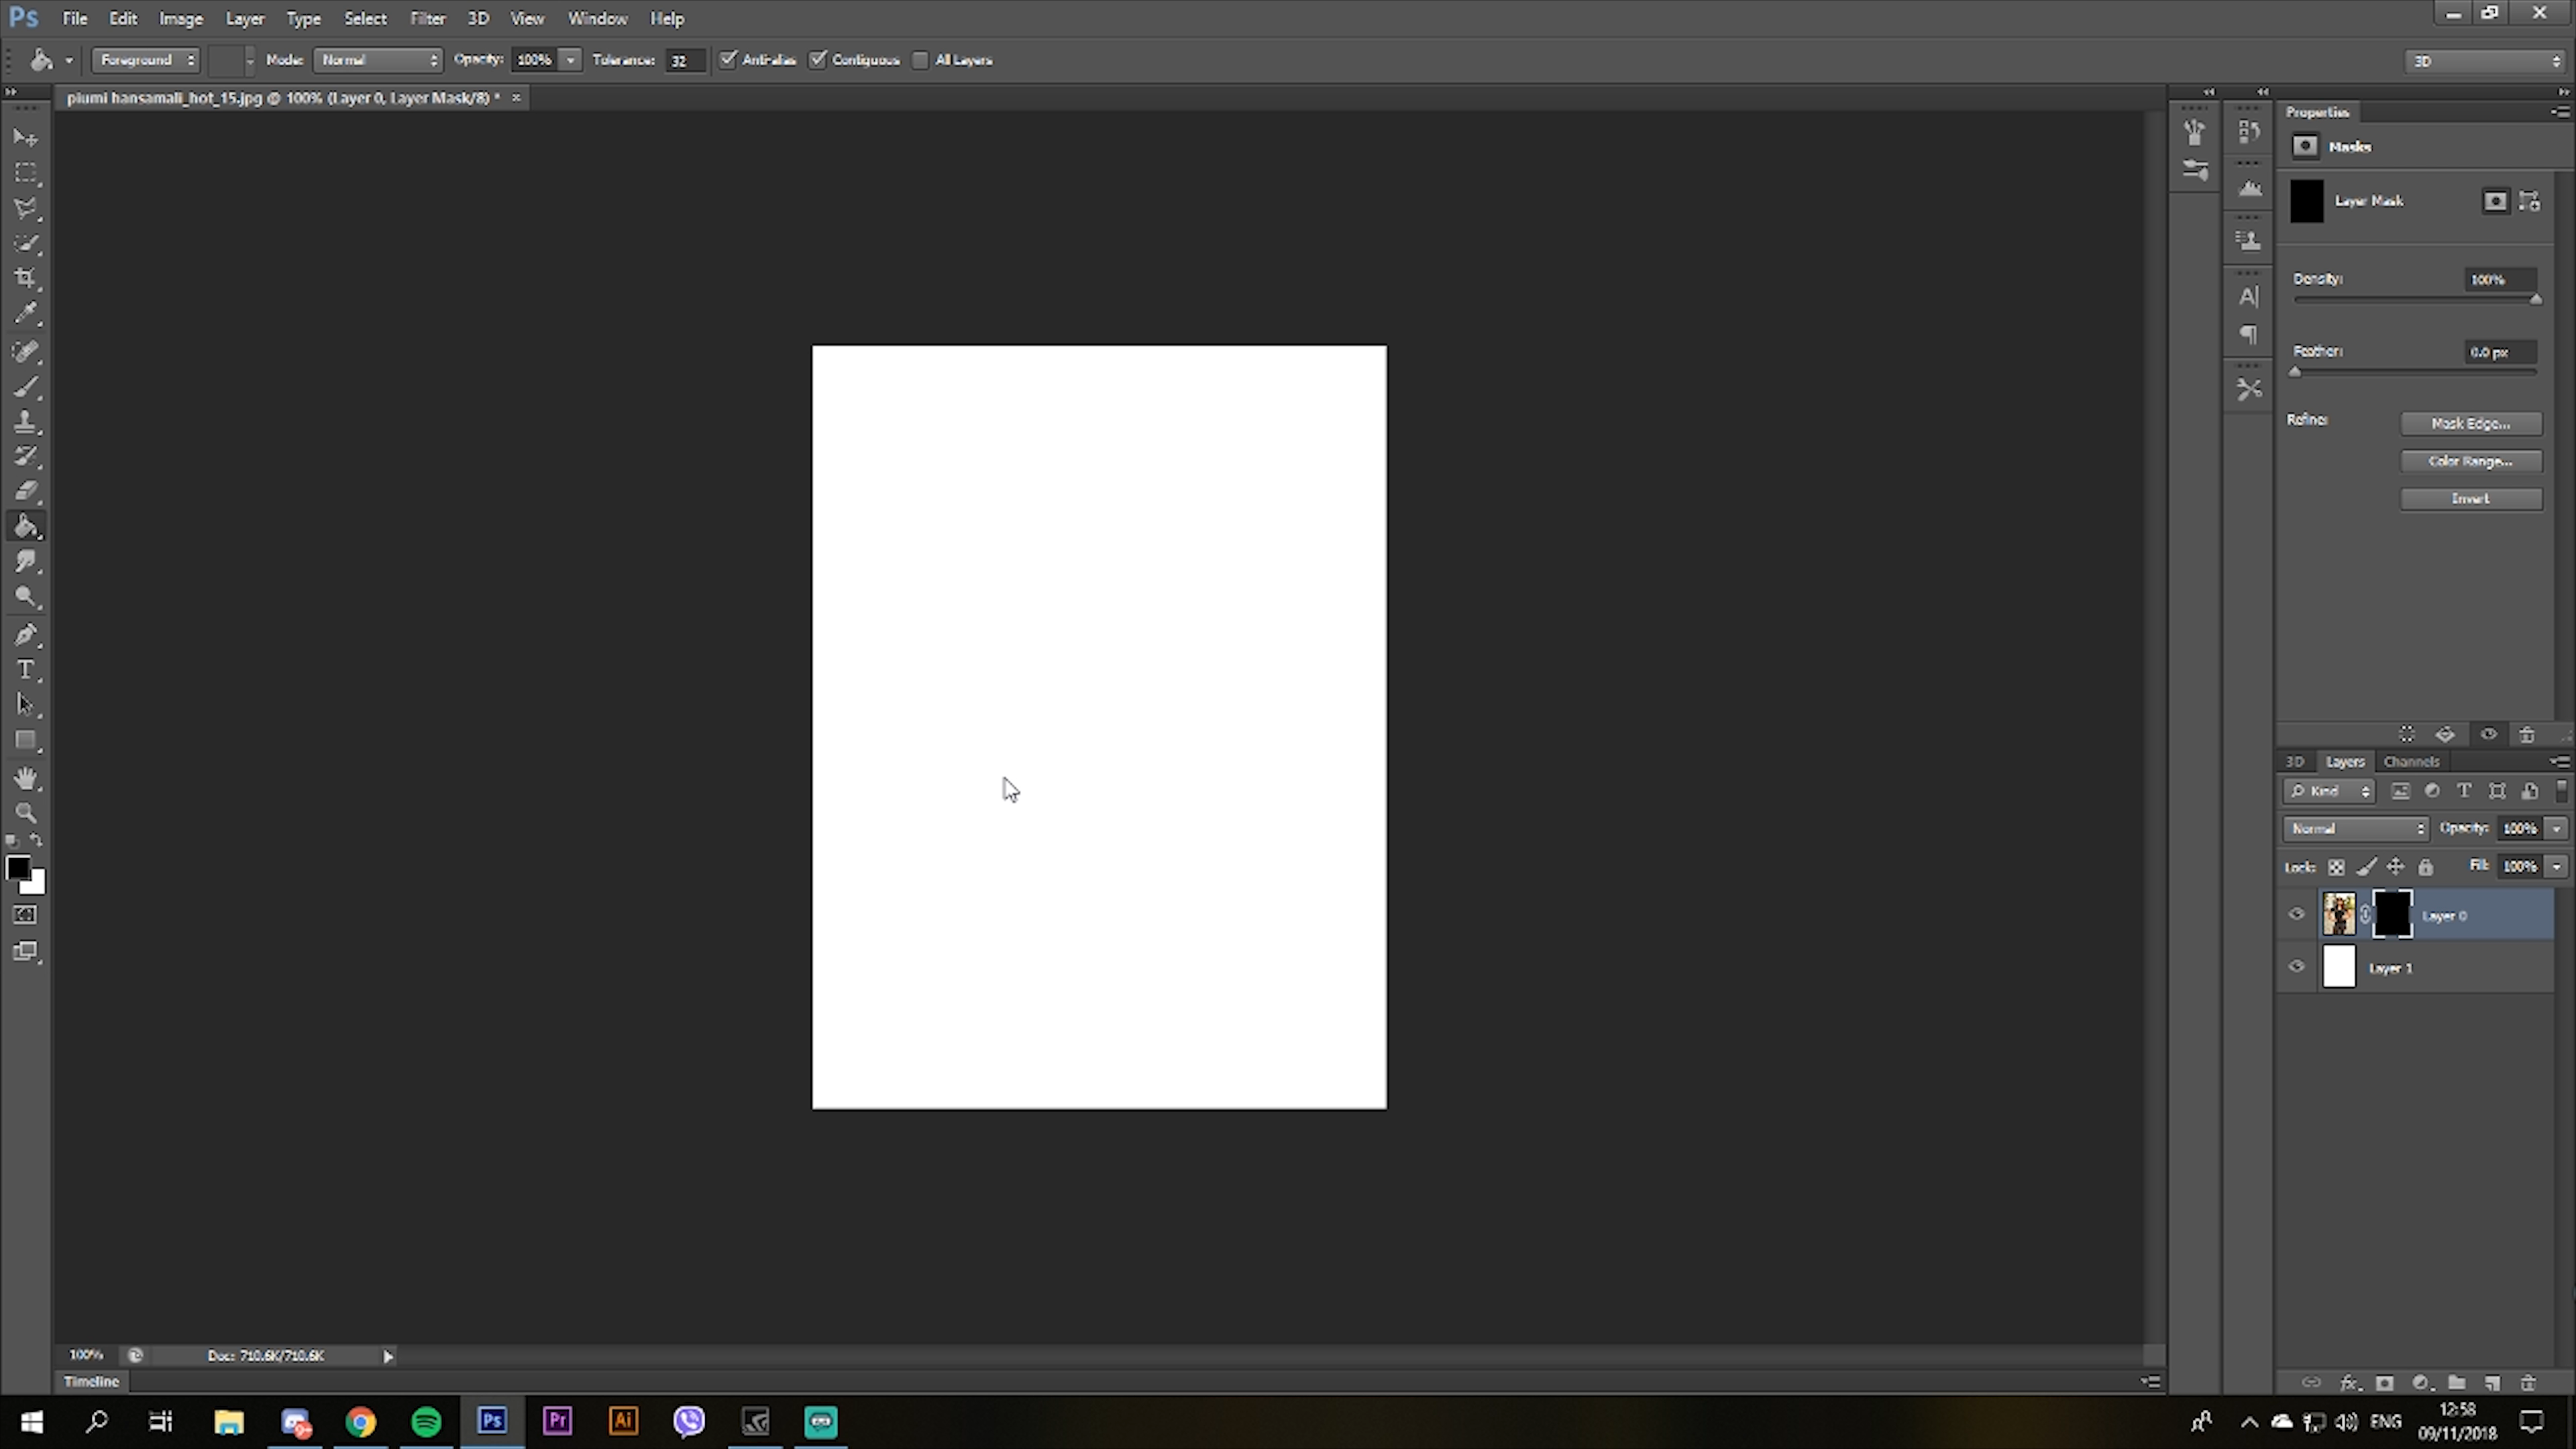 Ps File Edit Image Layer Type Select Filter 3D View Window Help
Foreground Mode: Normal Opacity: 100% Tolerance: 32 Anti-alias Contiguous All Layers 3D
piumi hansamali_hot_15.jpg @ 100% (Layer 0, Layer Mask/8) * ×
Properties
Masks
Layer Mask
Density: 100%
Feather: 0.0 px
Refine: Mask Edge...
Color Range...
Invert
3D Layers Channels
Kind
Normal Opacity: 100%
Lock: Fill: 100%
Layer 0
Layer 1
100% Doc: 710.6K/710.6K
Timeline
Ps Pr Ai ENG 12:58
09/11/2018